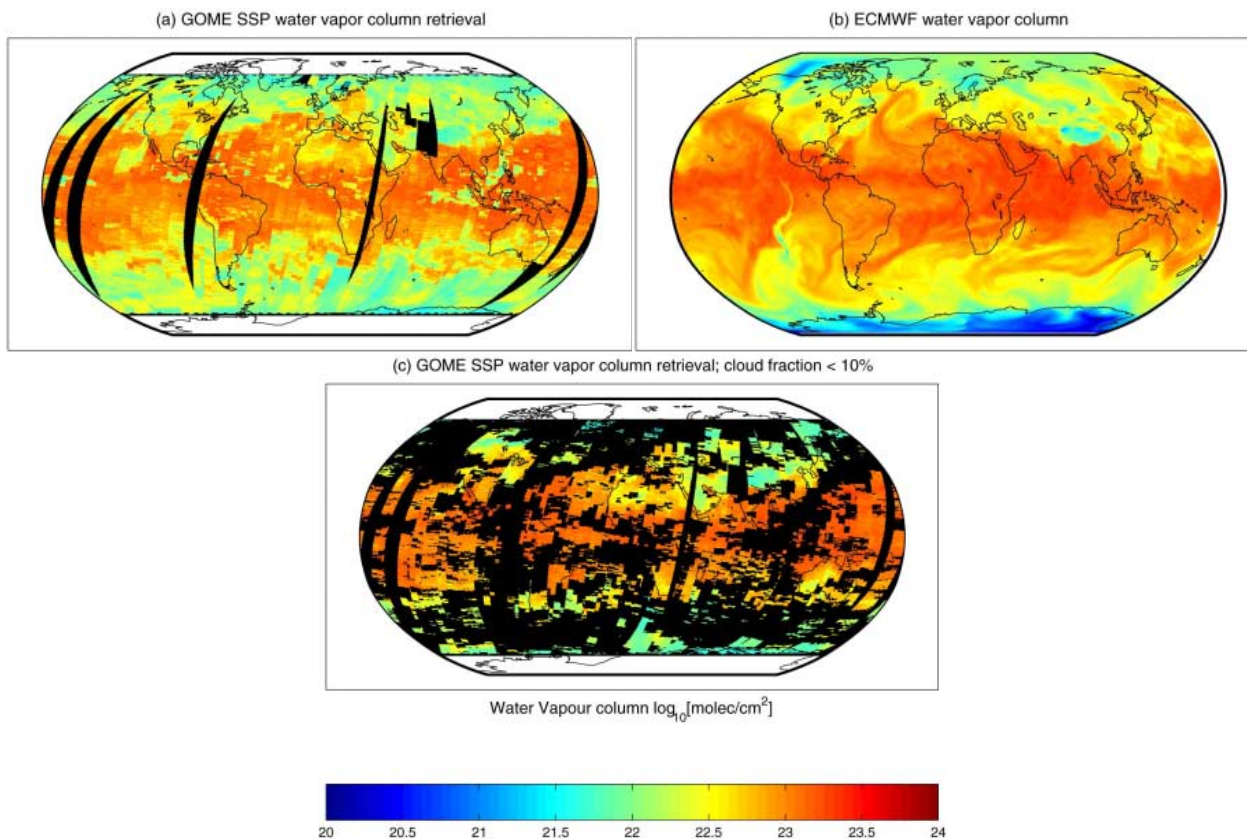 (a) GOME SSP water vapor column retrieval
(b) ECMWF water vapor column
(c) GOME SSP water vapor column retrieval; cloud fraction < 10%
Water Vapour column log₁₀[molec/cm²]
20 20.5 21 21.5 22 22.5 23 23.5 24